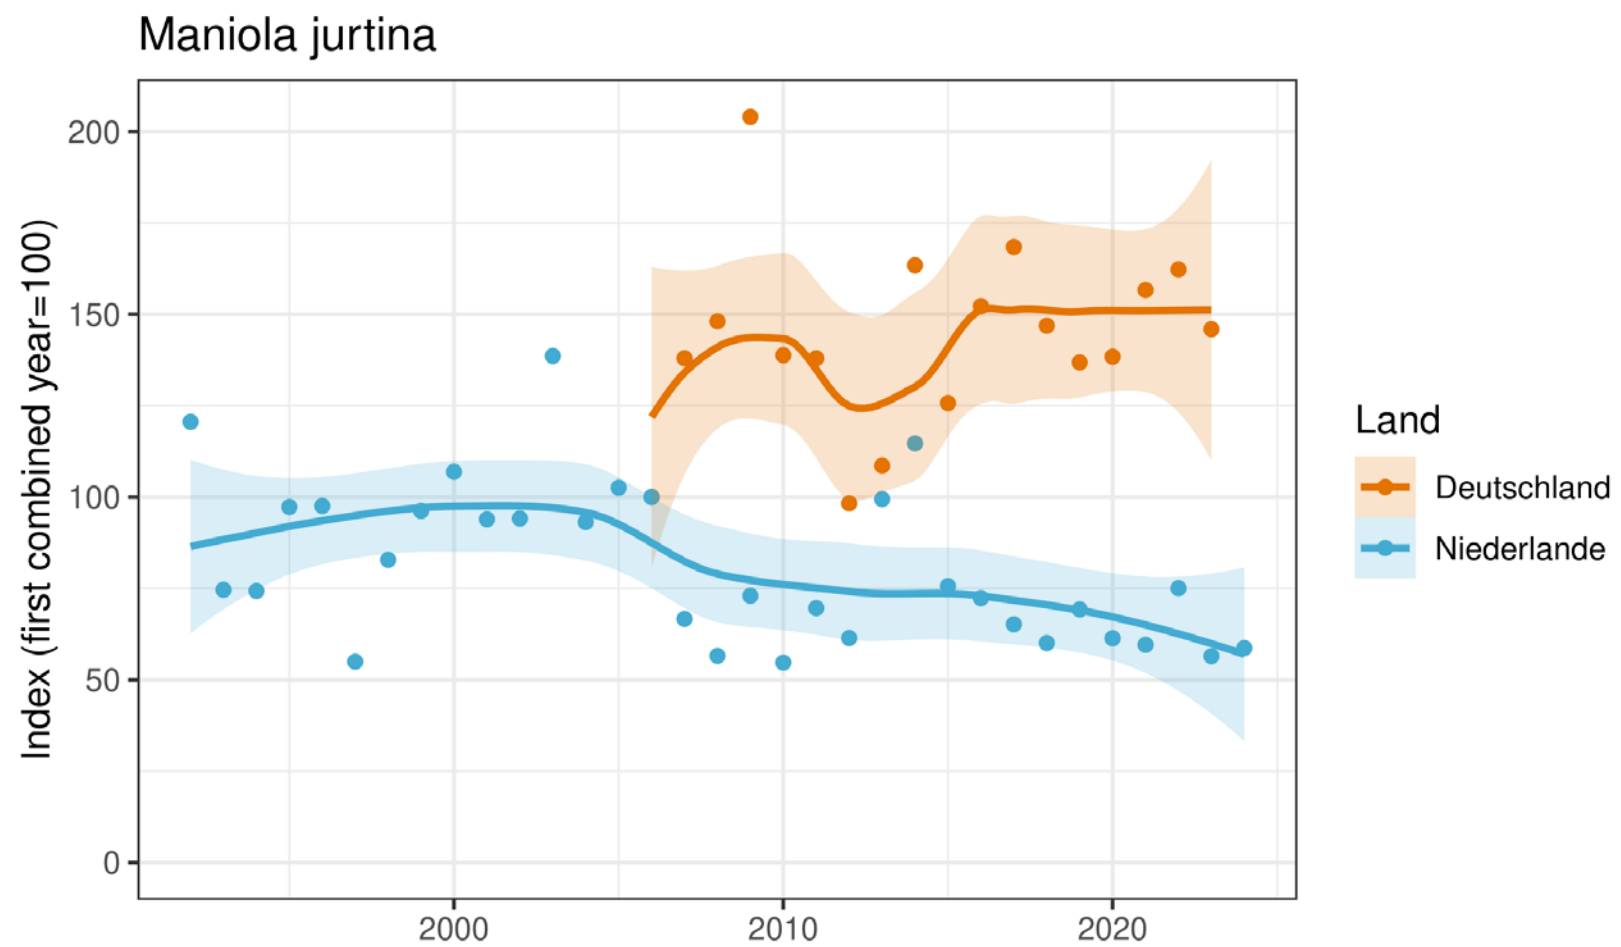 Maniola jurtina
Index (first combined year=100)
200
150
100
50
0
2000
2010
2020
Land
Deutschland
Niederlande